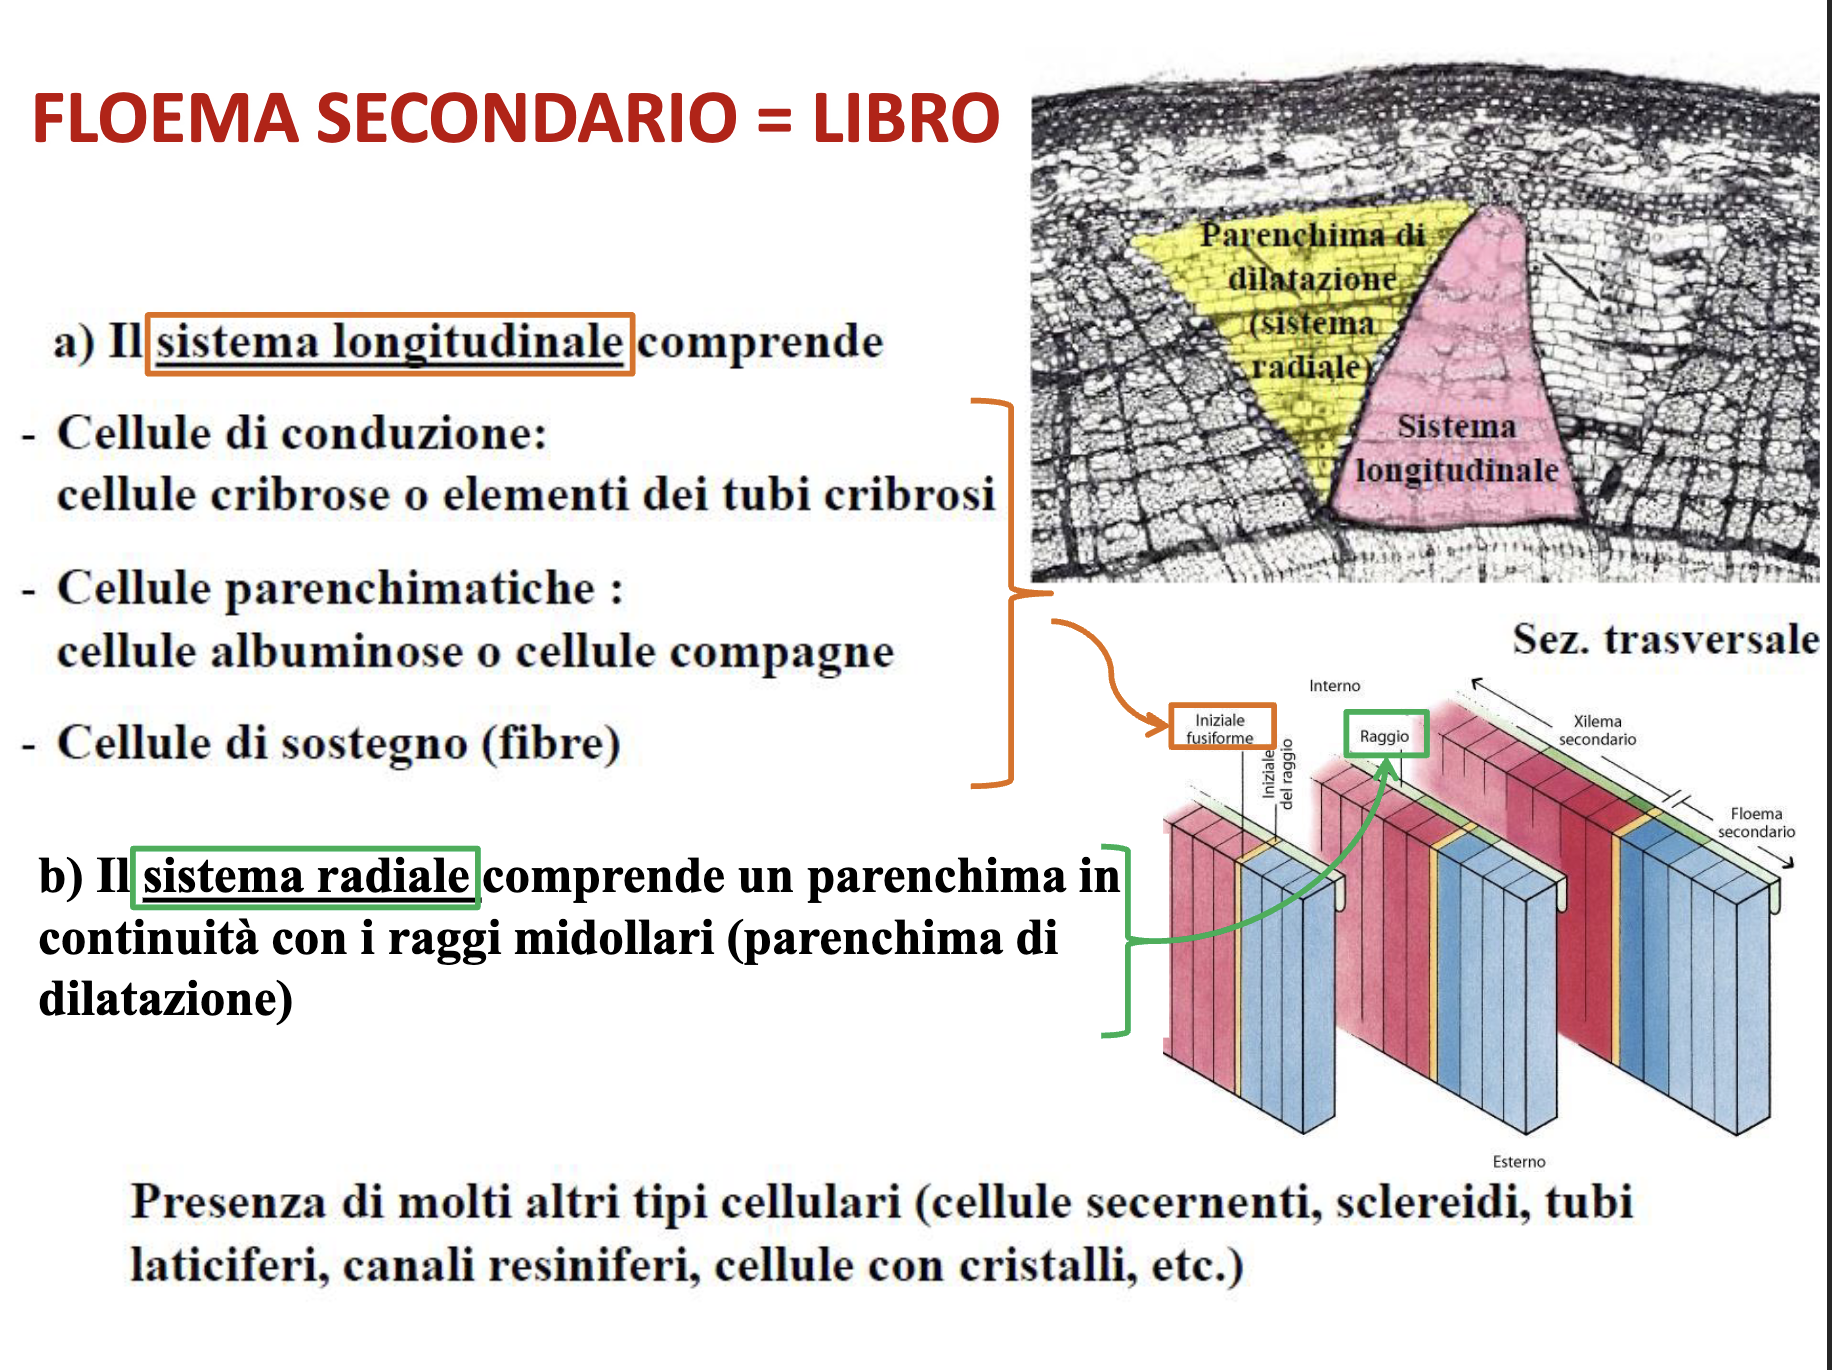 FLOEMA SECONDARIO = LIBRO
a) Il sistema longitudinale comprende
- Cellule di conduzione:
cellule cribrose o elementi dei tubi cribrosi
- Cellule parenchimatiche :
cellule albuminose o cellule compagne
- Cellule di sostegno (fibre)
b) Il sistema radiale comprende un parenchima in
continuità con i raggi midollari (parenchima di
dilatazione)
Presenza di molti altri tipi cellulari (cellule secernenti, sclereidi, tubi
laticiferi, canali resiniferi, cellule con cristalli, etc.)
Parenchima di
dilatazione
(sistema
radiale)
Sistema
longitudinale
Sez. trasversale
Interno
Iniziale
fusiforme
Iniziale
del raggio
Raggio
Xilema
secondario
Floema
secondario
Esterno